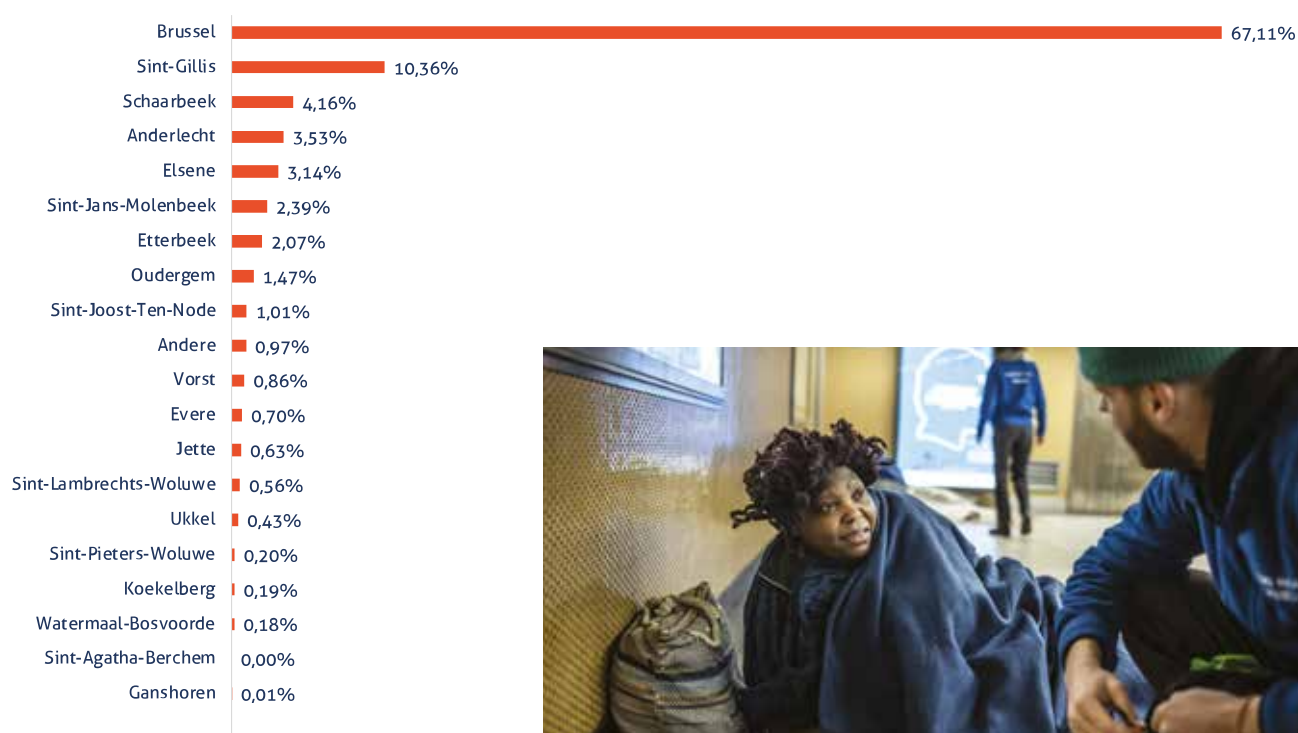 Brussel 67,11%
Sint-Gillis 10,36%
Schaarbeek 4,16%
Anderlecht 3,53%
Elsene 3,14%
Sint-Jans-Molenbeek 2,39%
Etterbeek 2,07%
Oudergem 1,47%
Sint-Joost-Ten-Node 1,01%
Andere 0,97%
Vorst 0,86%
Evere 0,70%
Jette 0,63%
Sint-Lambrechts-Woluwe 0,56%
Ukkel 0,43%
Sint-Pieters-Woluwe 0,20%
Koekelberg 0,19%
Watermaal-Bosvoorde 0,18%
Sint-Agatha-Berchem 0,00%
Ganshoren 0,01%